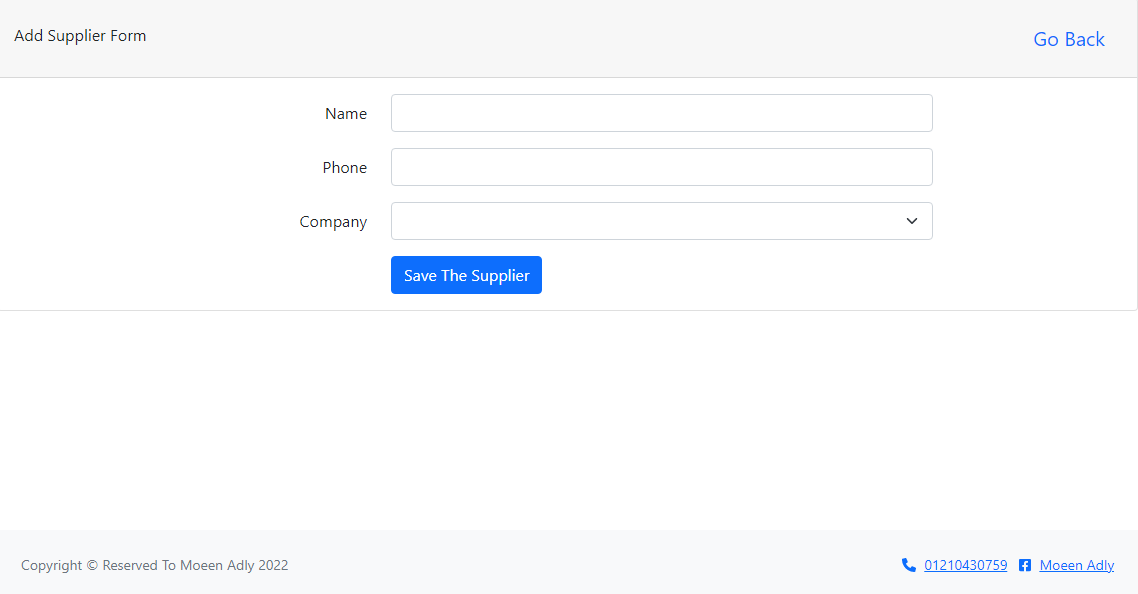 Add Supplier Form
Go Back
Name
Phone
Company
Save The Supplier
Copyright © Reserved To Moeen Adly 2022
01210430759 Moeen Adly